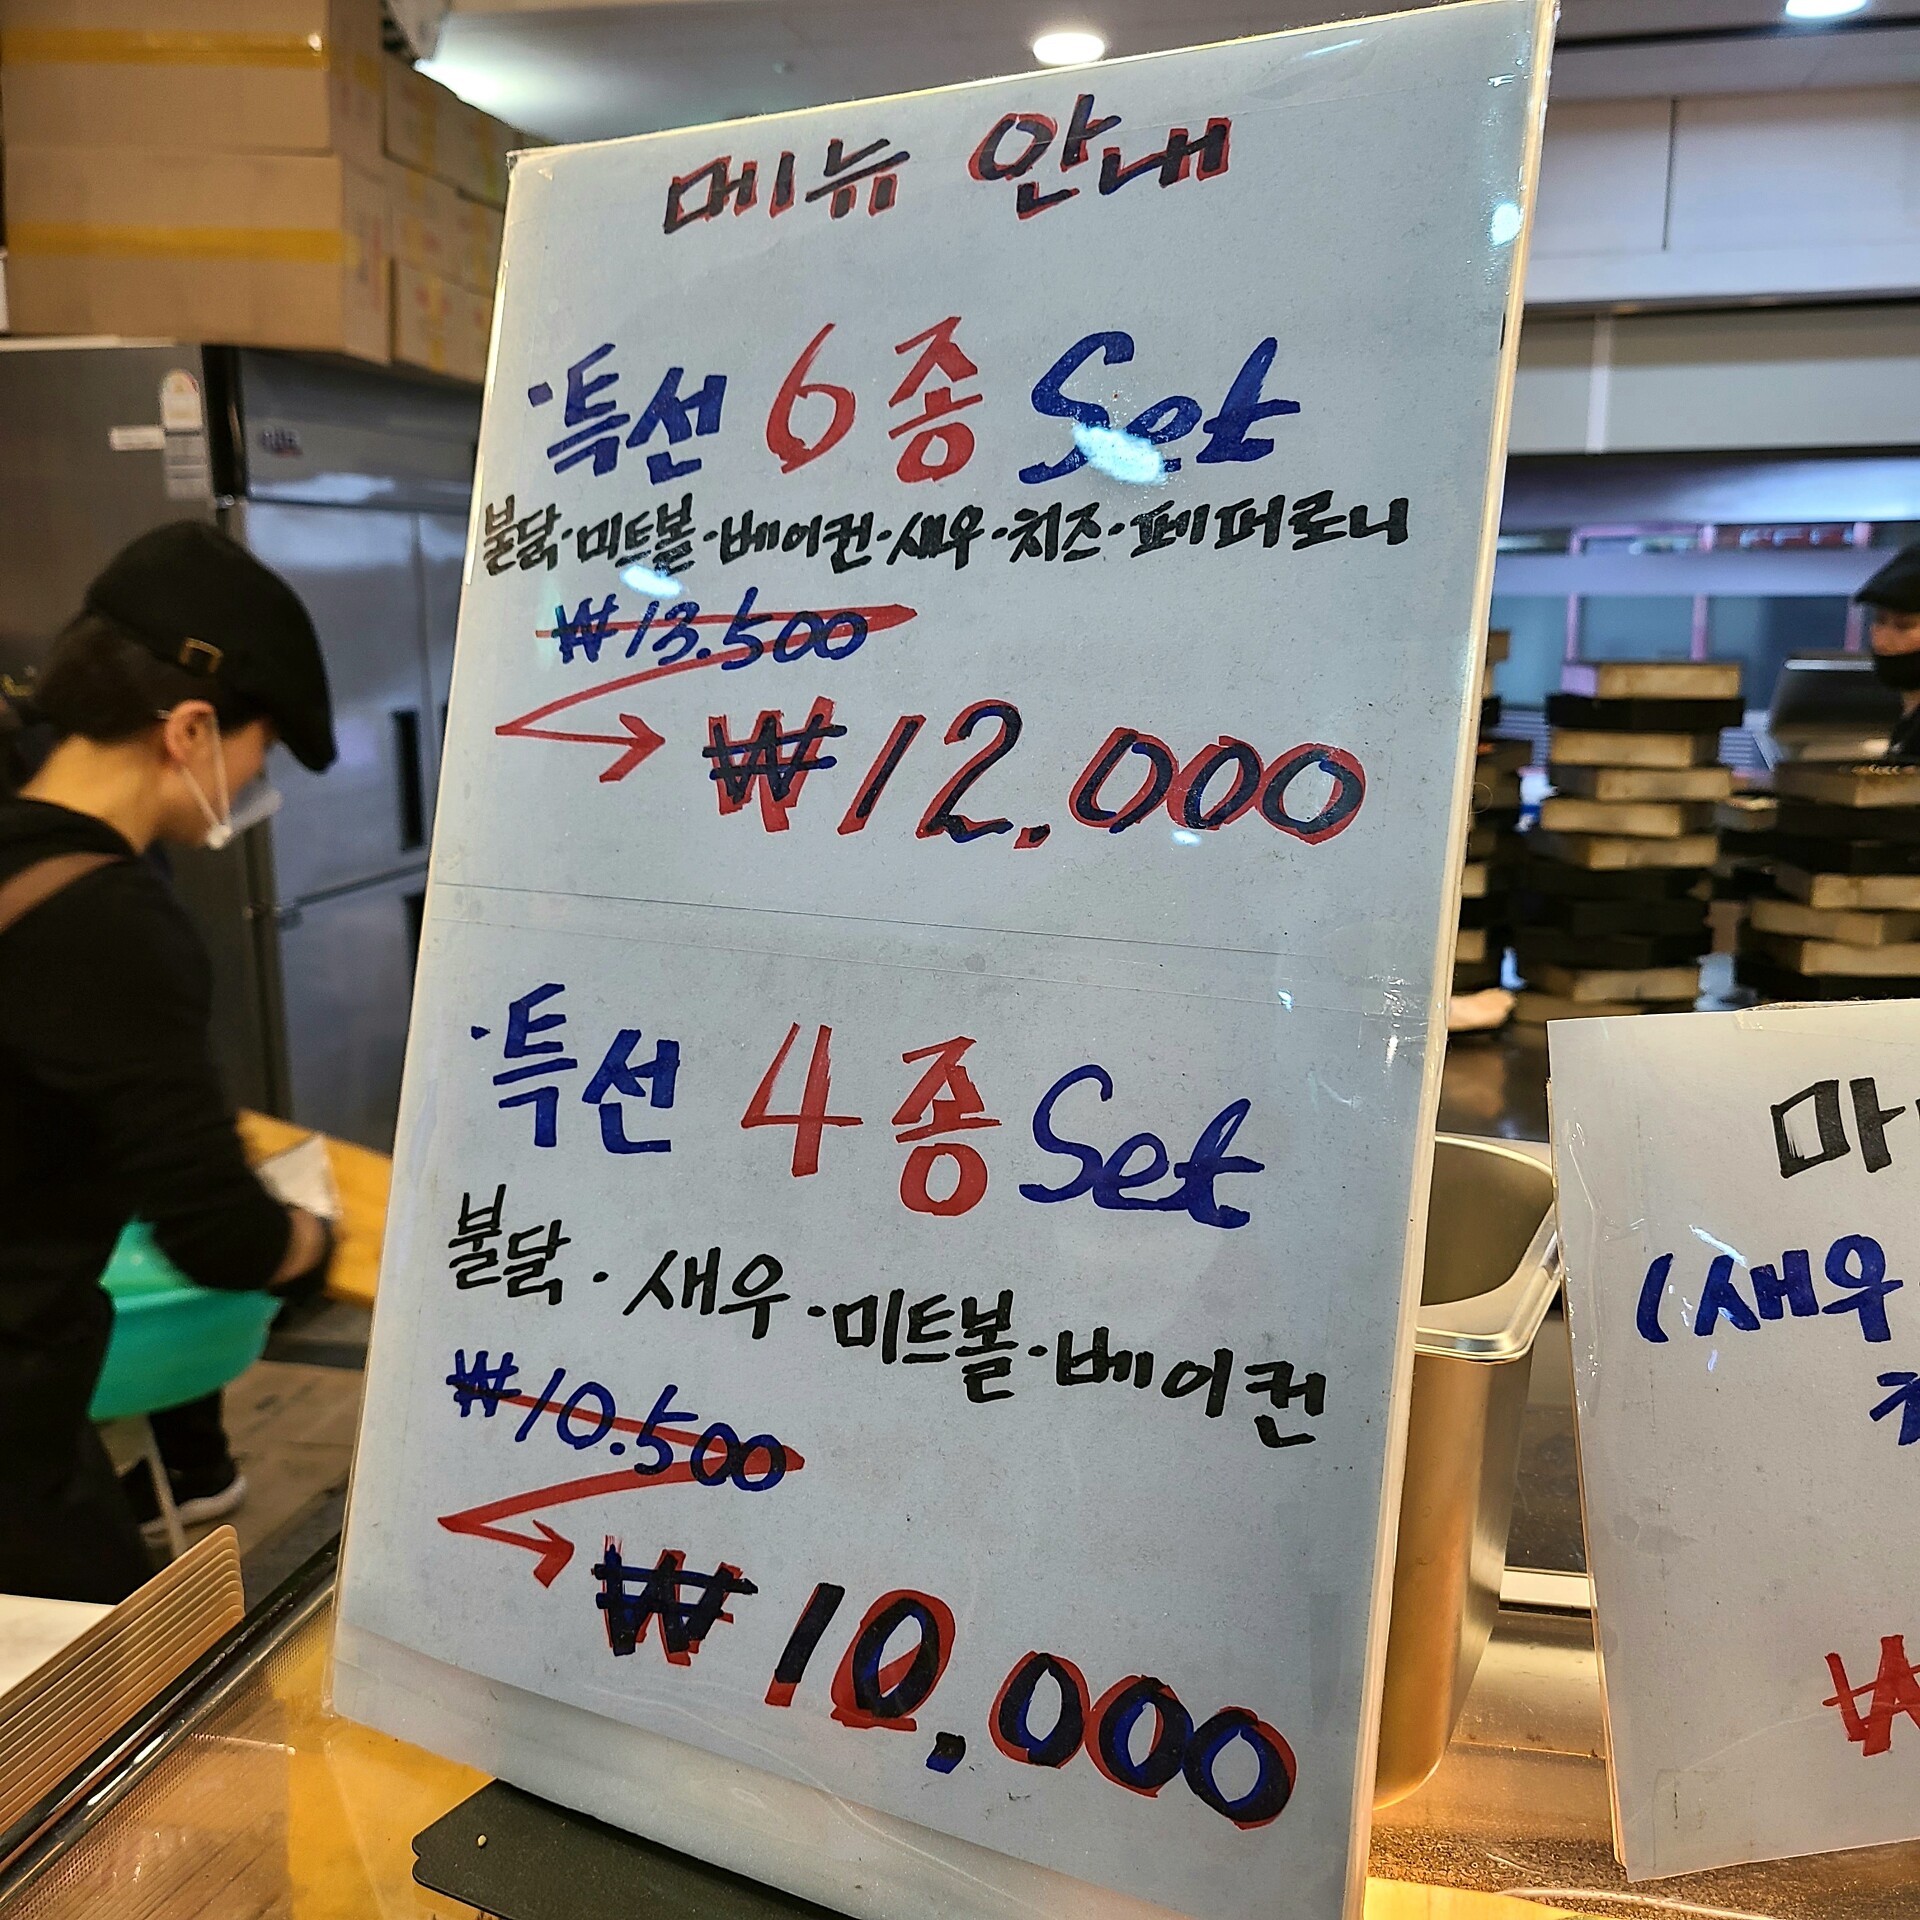 메뉴 안내
·특선 6종 Set
불닭·미트볼·베이컨·새우·치즈·페퍼로니
₩13.500
₩12.000
·특선 4종 Set
불닭·새우·미트볼·베이컨
₩10.500
₩10,000
(새우
₩